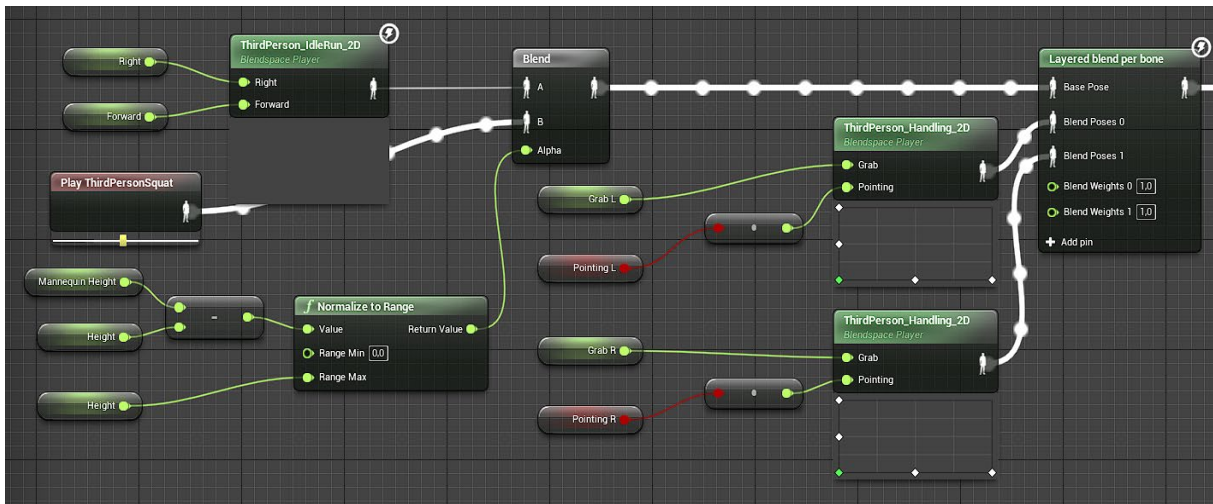 Right
Forward
ThirdPerson_IdleRun_2D
Blendspace Player
Right
Forward
Play ThirdPersonSquat
Mannequin Height
Height
-
Height
Normalize to Range
Value
Return Value
Range Min 0,0
Range Max
Blend
A
B
Alpha
Grab L
Pointing L
ThirdPerson_Handling_2D
Blendspace Player
Grab
Pointing
Grab R
Pointing R
ThirdPerson_Handling_2D
Blendspace Player
Grab
Pointing
Layered blend per bone
Base Pose
Blend Poses 0
Blend Poses 1
Blend Weights 0 1,0
Blend Weights 1 1,0
+ Add pin